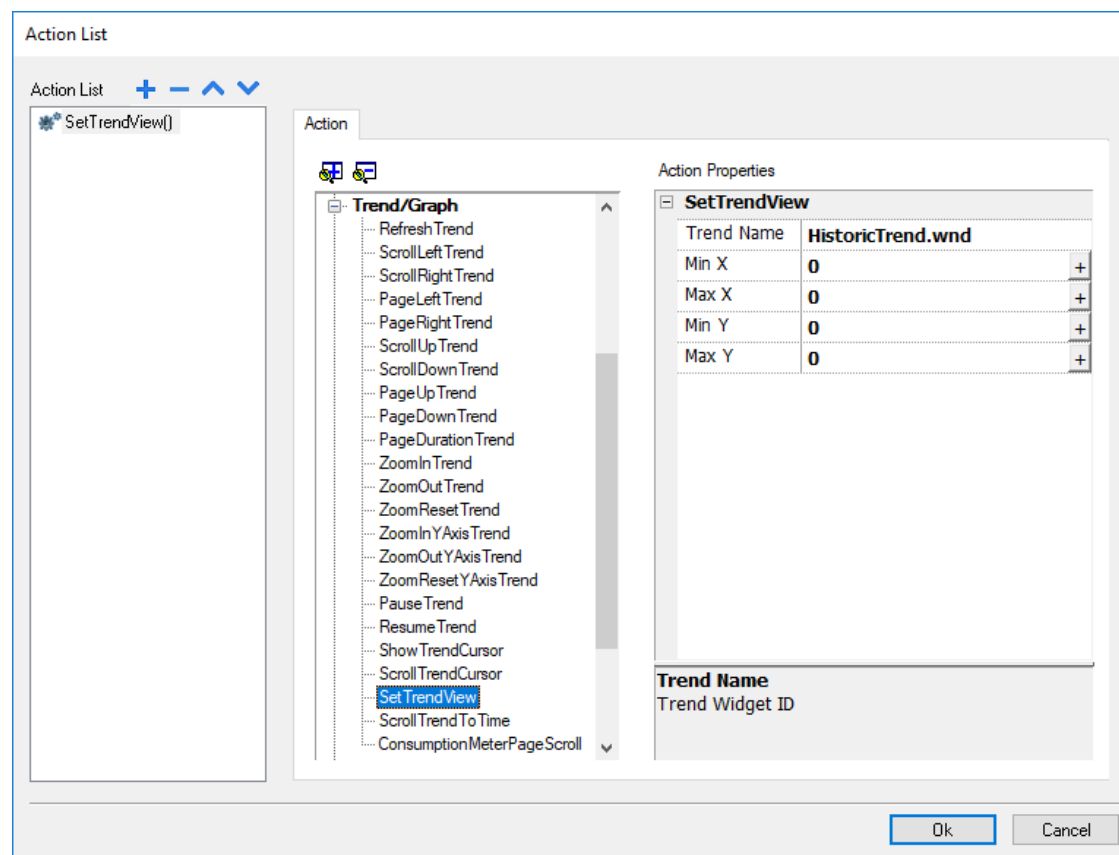 Action List
Action List
SetTrendView()
Action
Trend/Graph
RefreshTrend
ScrollLeftTrend
ScrollRightTrend
PageLeftTrend
PageRightTrend
ScrollUpTrend
ScrollDownTrend
PageUpTrend
PageDownTrend
PageDurationTrend
ZoomInTrend
ZoomOutTrend
ZoomResetTrend
ZoomInYAxisTrend
ZoomOutYAxisTrend
ZoomResetYAxisTrend
PauseTrend
ResumeTrend
ShowTrendCursor
ScrollTrendCursor
SetTrendView
ScrollTrendToTime
ConsumptionMeterPageScroll
Action Properties
SetTrendView
Trend Name HistoricTrend.wnd
Min X 0 +
Max X 0 +
Min Y 0 +
Max Y 0 +
Trend Name
Trend Widget ID
Ok Cancel